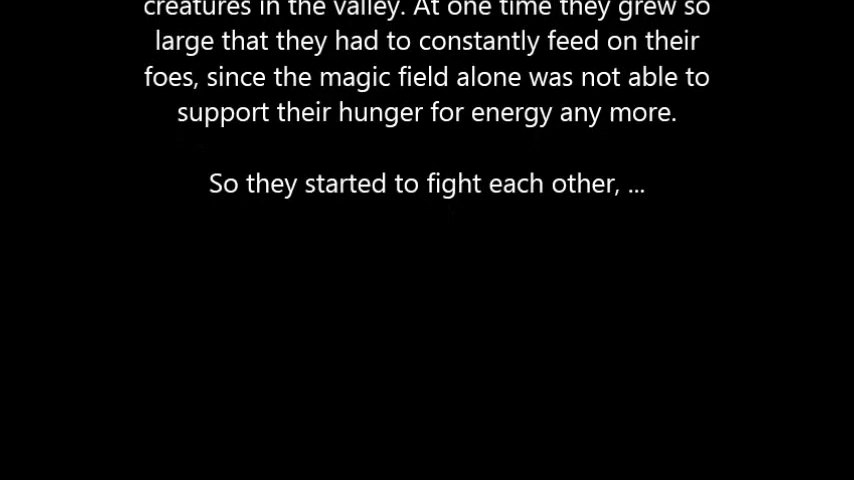 creatures in the valley. At one time they grew so
large that they had to constantly feed on their
foes, since the magic field alone was not able to
support their hunger for energy any more.
So they started to fight each other, ...